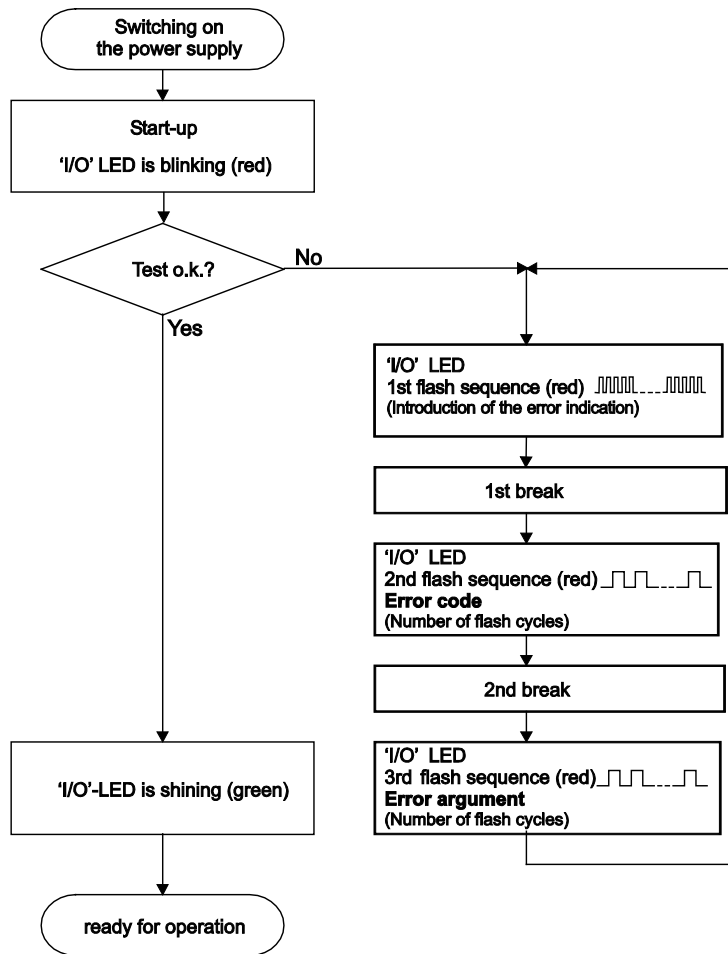 Switching on
the power supply
Start-up
‘I/O’ LED is blinking (red)
Test o.k.?
No
Yes
‘I/O’ LED
1st flash sequence (red)
(Introduction of the error indication)
1st break
‘I/O’ LED
2nd flash sequence (red)
Error code
(Number of flash cycles)
2nd break
‘I/O’ LED
3rd flash sequence (red)
Error argument
(Number of flash cycles)
‘I/O’-LED is shining (green)
ready for operation